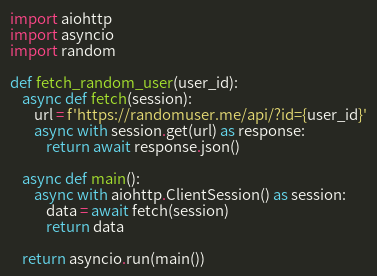 import aiohttp
import asyncio
import random

def fetch_random_user(user_id):
    async def fetch(session):
        url = f'https://randomuser.me/api/?id={user_id}'
        async with session.get(url) as response:
            return await response.json()

    async def main():
        async with aiohttp.ClientSession() as session:
            data = await fetch(session)
            return data

    return asyncio.run(main())